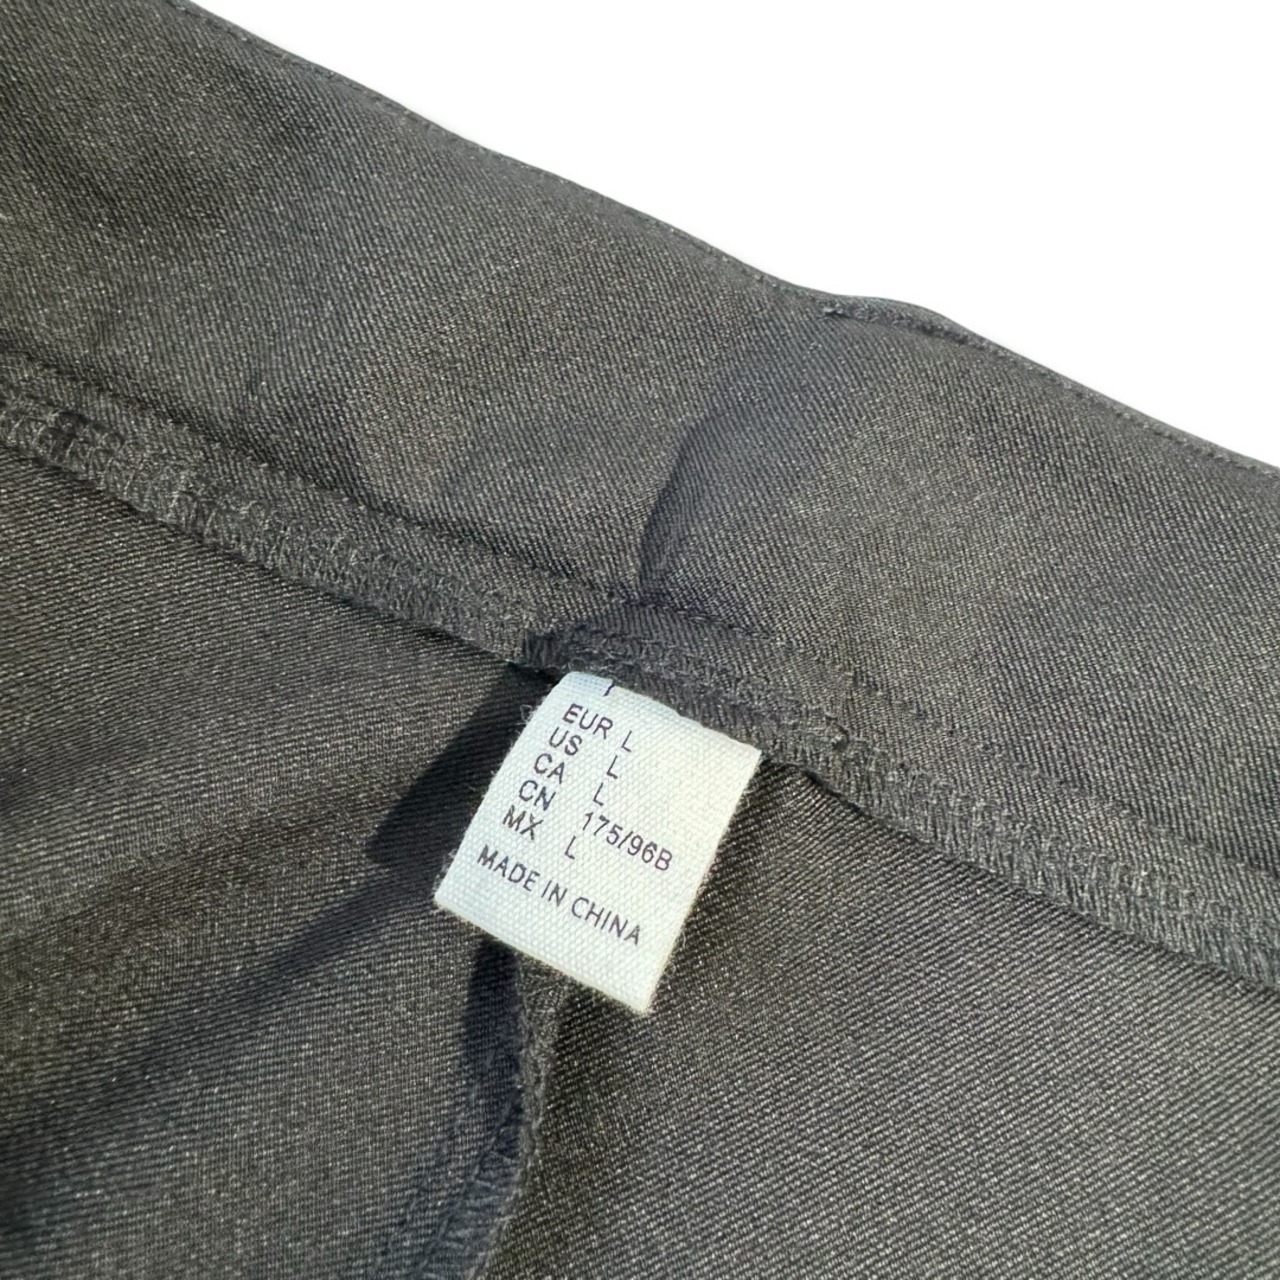 EUR L
US L
CA L
CN 175/96B
MX L
MADE IN CHINA